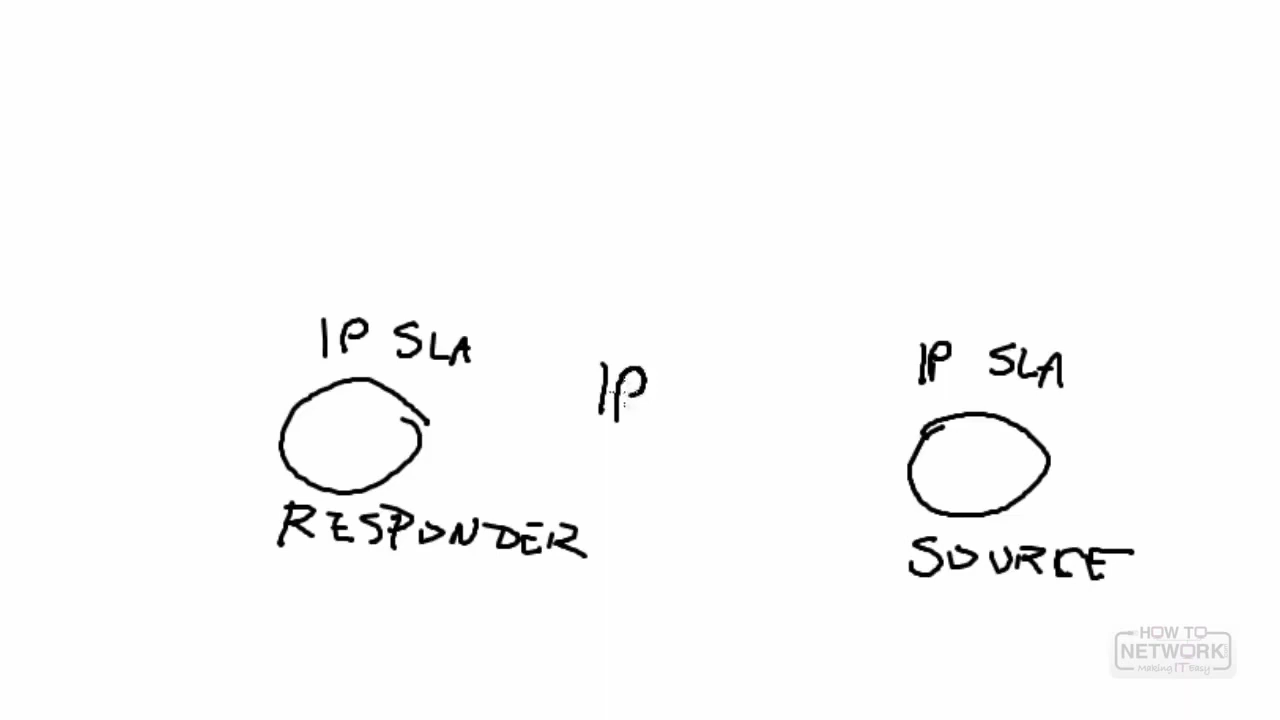 IP SLA
IP
IP SLA
RESPONDER
SOURCE
HOW TO
NETWORK
Making IT Easy